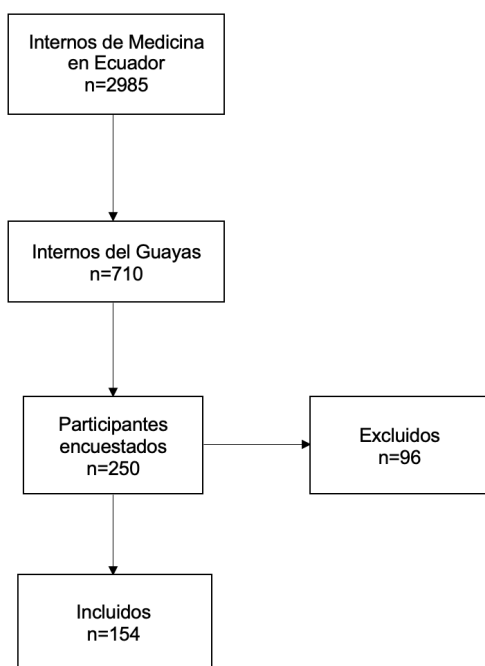 Internos de Medicina
en Ecuador
n=2985
Internos del Guayas
n=710
Participantes
encuestados
n=250
Excluidos
n=96
Incluidos
n=154